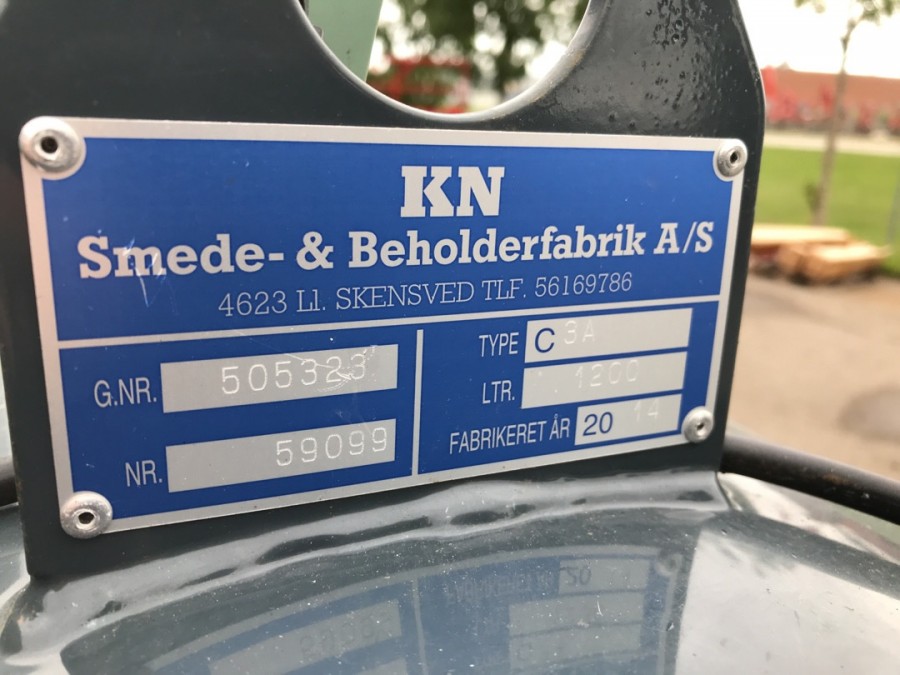 KN
Smede- & Beholderfabrik A/S
4623 Ll. SKENSVED TLF. 56169786
G.NR. 505323
NR. 59099
TYPE C 3A
LTR. 1200
FABRIKERET ÅR 20 14